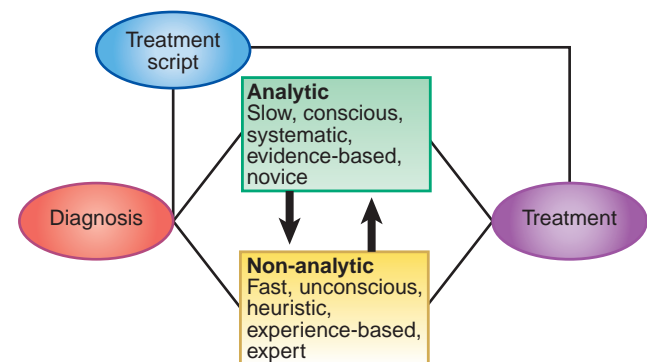 Treatment
script
Analytic
Slow, conscious,
systematic,
evidence-based,
novice
Diagnosis
Treatment
Non-analytic
Fast, unconscious,
heuristic,
experience-based,
expert